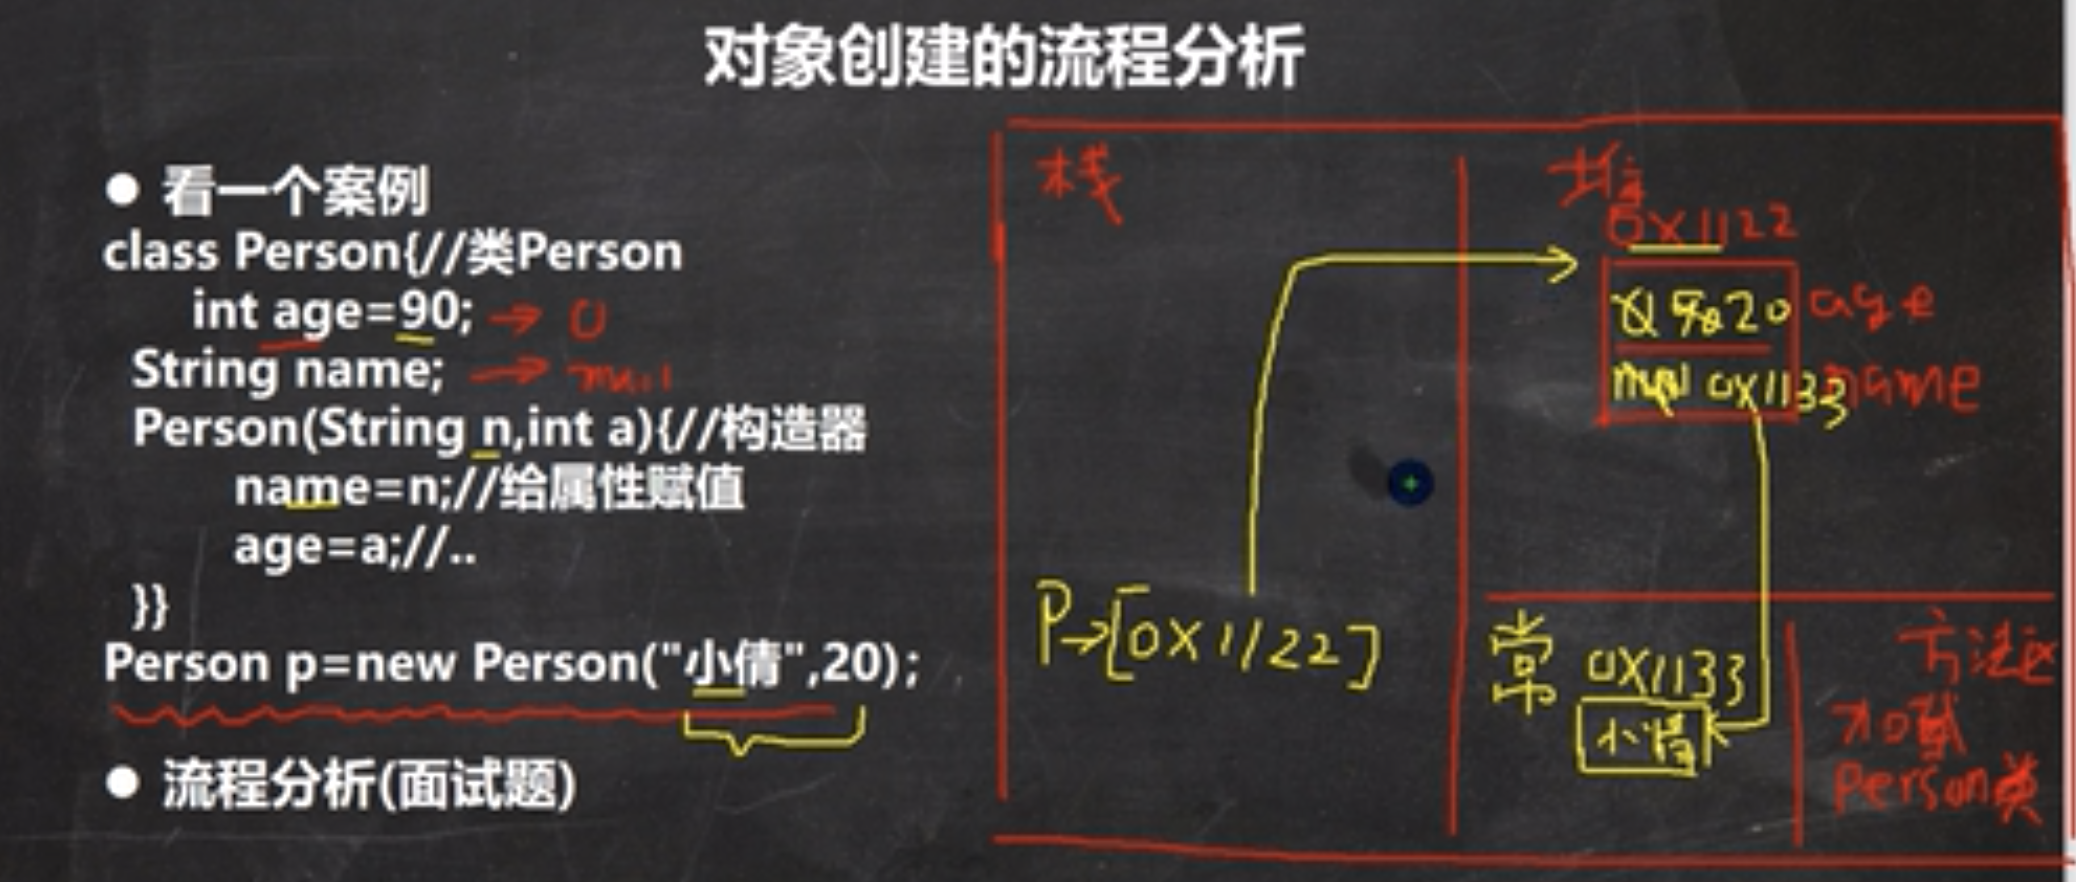 对象创建的流程分析
● 看一个案例
class Person{//类Person
int age=90; → 0
String name; → null
Person(String n,int a){//构造器
name=n;//给属性赋值
age=a;//..
}}
Person p=new Person("小倩",20);
● 流程分析(面试题)
栈
堆
0X1122
0 90 20 age
null 0X1133 name
P→[0X1122]
常 0X1133
小倩
方法区
加载
Person类